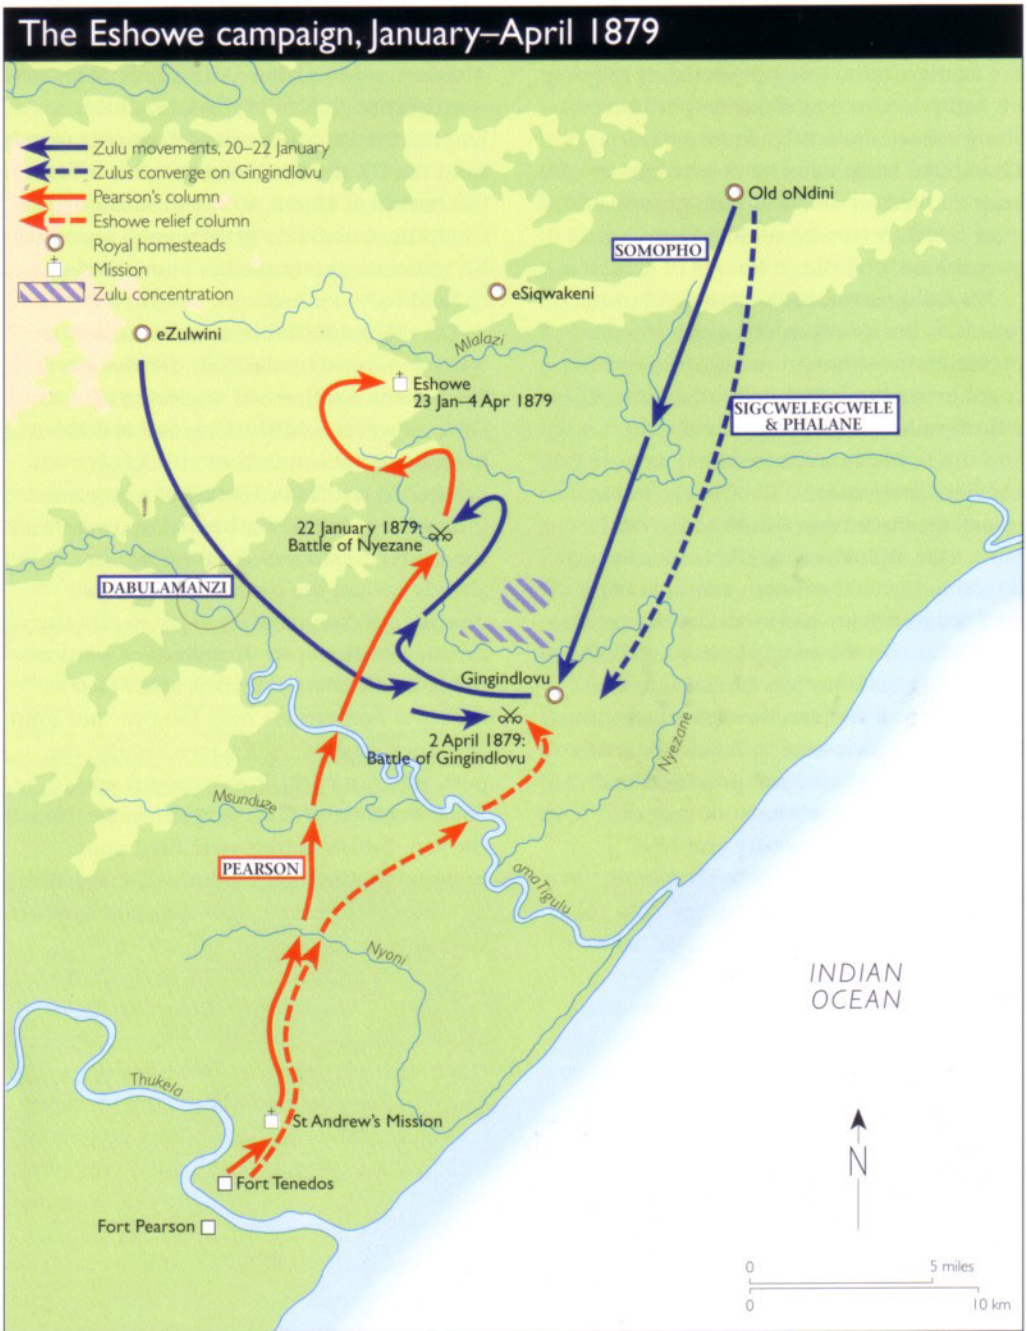 The Eshowe campaign, January–April 1879
Zulu movements, 20–22 January
Zulus converge on Gingindlovu
Pearson's column
Eshowe relief column
Royal homesteads
Mission
Zulu concentration
Old oNdini
SOMOPHO
eSiqwakeni
eZulwini
Mlalazi
Eshowe
23 Jan–4 Apr 1879
SIGCWELEGCWELE
& PHALANE
22 January 1879:
Battle of Nyezane
DABULAMANZI
Gingindlovu
2 April 1879:
Battle of Gingindlovu
Nyezane
Msunduze
PEARSON
amaTigulu
Nyoni
INDIAN
OCEAN
Thukela
St Andrew's Mission
N
Fort Tenedos
Fort Pearson
0
5 miles
0
10 km